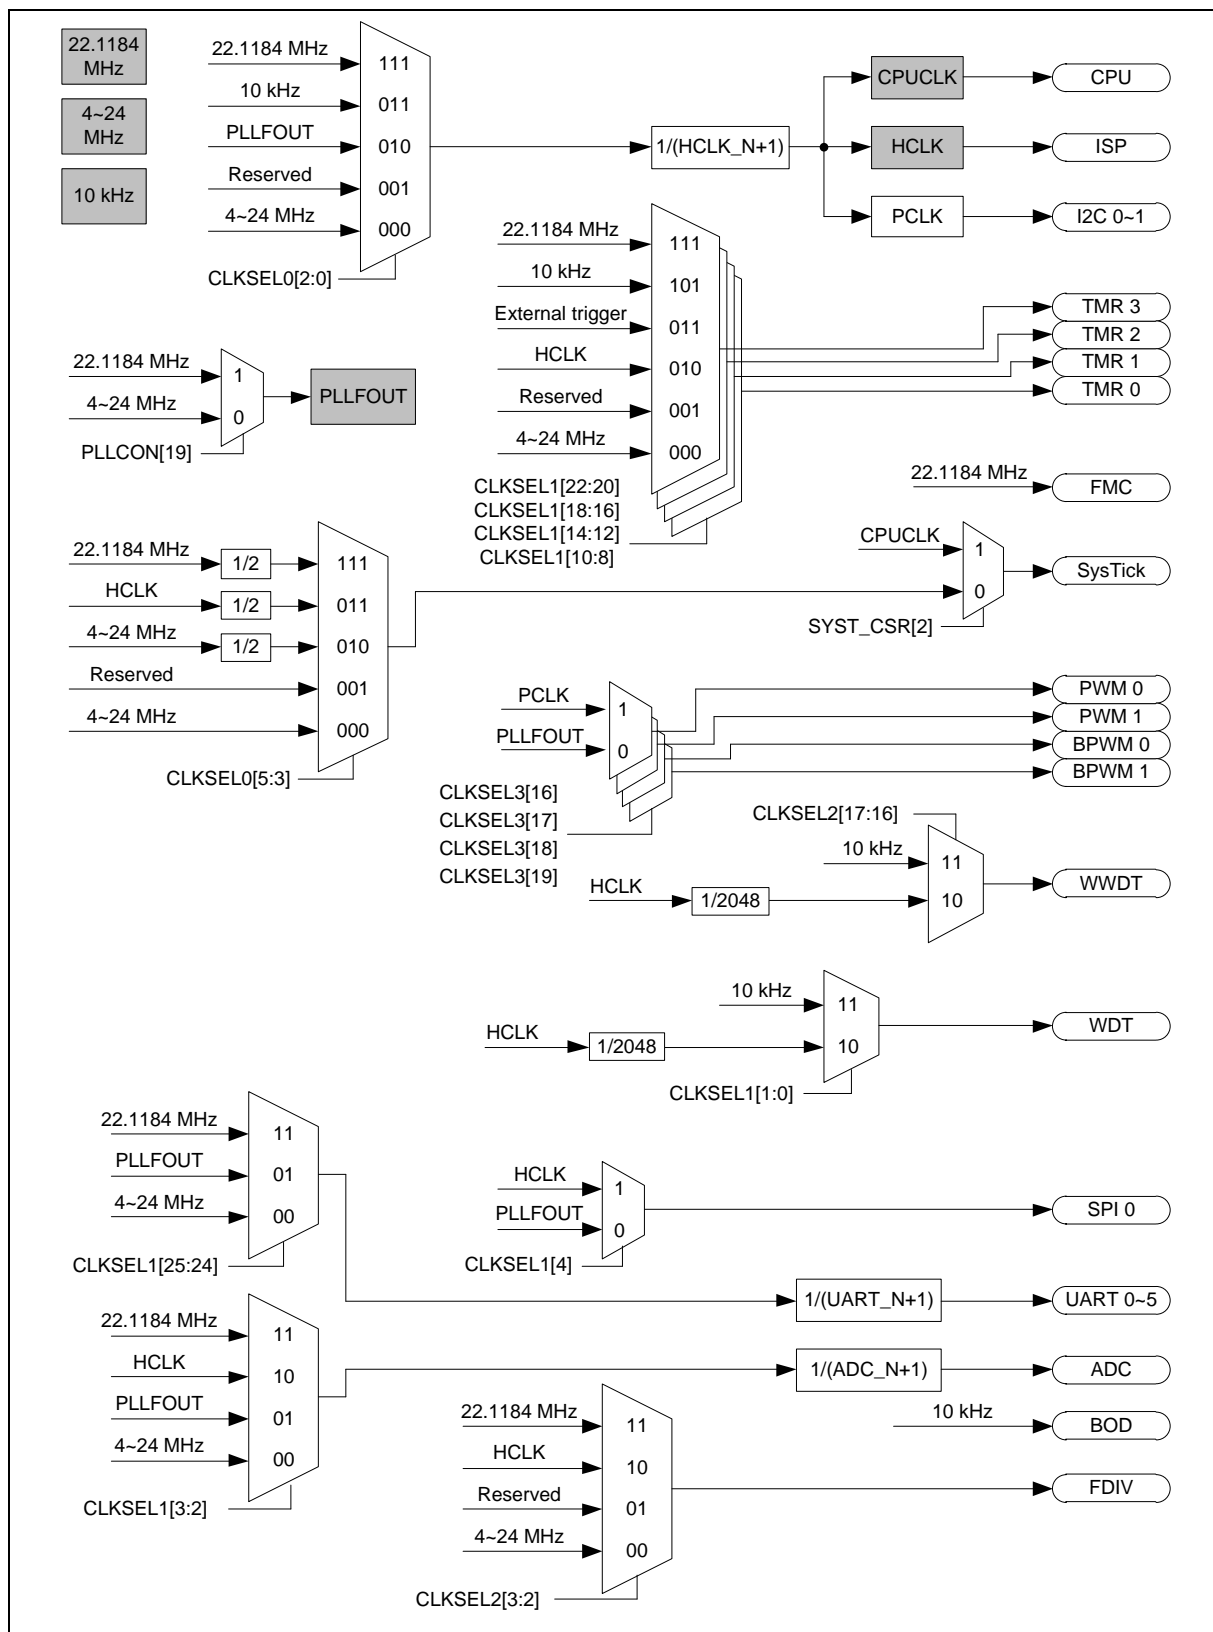 22.1184
MHz
4~24
MHz
10 kHz
22.1184 MHz
10 kHz
PLLFOUT
Reserved
4~24 MHz
111
011
010
001
000
CLKSEL0[2:0]
1/(HCLK_N+1)
CPUCLK
HCLK
PCLK
CPU
ISP
I2C 0~1
22.1184 MHz
10 kHz
External trigger
HCLK
Reserved
4~24 MHz
111
101
011
010
001
000
CLKSEL1[22:20]
CLKSEL1[18:16]
CLKSEL1[14:12]
CLKSEL1[10:8]
TMR 3
TMR 2
TMR 1
TMR 0
22.1184 MHz
4~24 MHz
1
0
PLLCON[19]
PLLFOUT
22.1184 MHz
FMC
22.1184 MHz
HCLK
4~24 MHz
Reserved
4~24 MHz
1/2
1/2
1/2
111
011
010
001
000
CLKSEL0[5:3]
CPUCLK
1
0
SYST_CSR[2]
SysTick
PCLK
PLLFOUT
1
0
CLKSEL3[16]
CLKSEL3[17]
CLKSEL3[18]
CLKSEL3[19]
PWM 0
PWM 1
BPWM 0
BPWM 1
CLKSEL2[17:16]
10 kHz
HCLK
1/2048
11
10
WWDT
10 kHz
HCLK
1/2048
11
10
CLKSEL1[1:0]
WDT
22.1184 MHz
PLLFOUT
4~24 MHz
11
01
00
CLKSEL1[25:24]
HCLK
PLLFOUT
1
0
CLKSEL1[4]
SPI 0
1/(UART_N+1)
UART 0~5
22.1184 MHz
HCLK
PLLFOUT
4~24 MHz
11
10
01
00
CLKSEL1[3:2]
1/(ADC_N+1)
ADC
10 kHz
BOD
22.1184 MHz
HCLK
Reserved
4~24 MHz
11
10
01
00
CLKSEL2[3:2]
FDIV